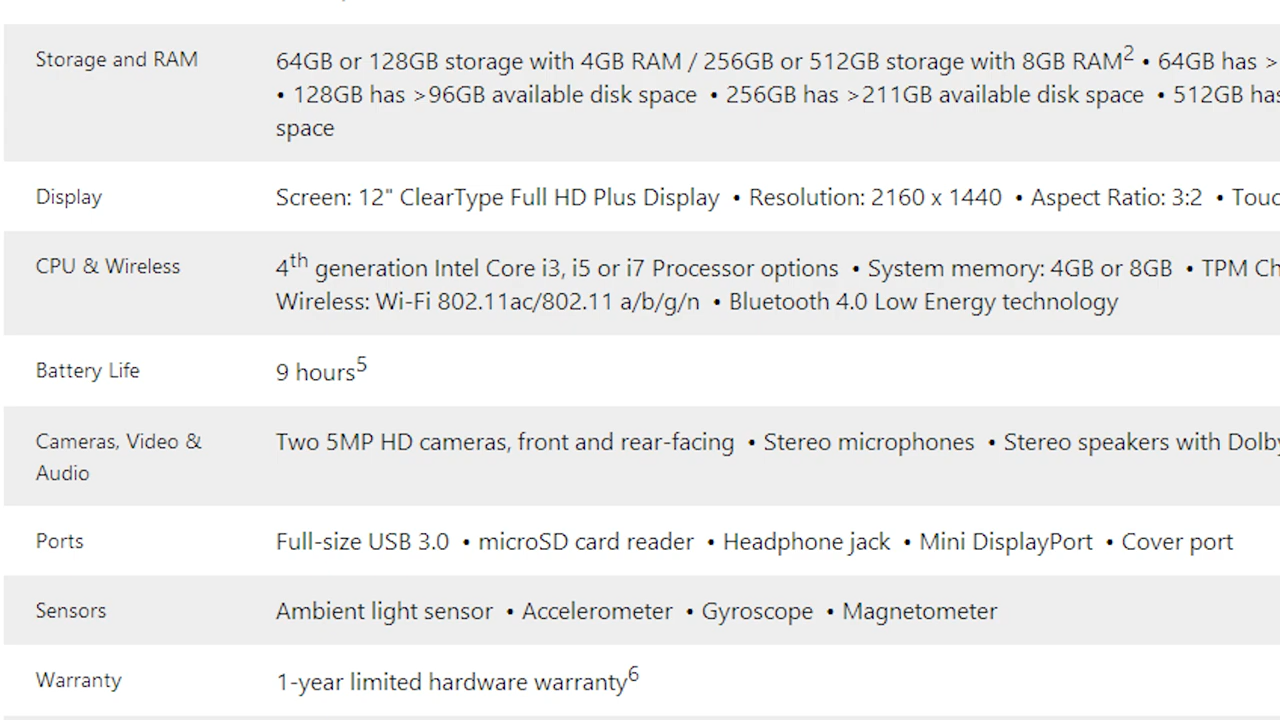 Storage and RAM
64GB or 128GB storage with 4GB RAM / 256GB or 512GB storage with 8GB RAM2 • 64GB has >
• 128GB has >96GB available disk space • 256GB has >211GB available disk space • 512GB has
space
Display
Screen: 12" ClearType Full HD Plus Display • Resolution: 2160 x 1440 • Aspect Ratio: 3:2 •
CPU & Wireless
4th generation Intel Core i3, i5 or i7 Processor options • System memory: 4GB or 8GB • TPM
Wireless: Wi-Fi 802.11ac/802.11 a/b/g/n • Bluetooth 4.0 Low Energy technology
Battery Life
9 hours5
Cameras, Video &
Audio
Two 5MP HD cameras, front and rear-facing • Stereo microphones • Stereo speakers with Dolby
Ports
Full-size USB 3.0 • microSD card reader • Headphone jack • Mini DisplayPort • Cover port
Sensors
Ambient light sensor • Accelerometer • Gyroscope • Magnetometer
Warranty
1-year limited hardware warranty6